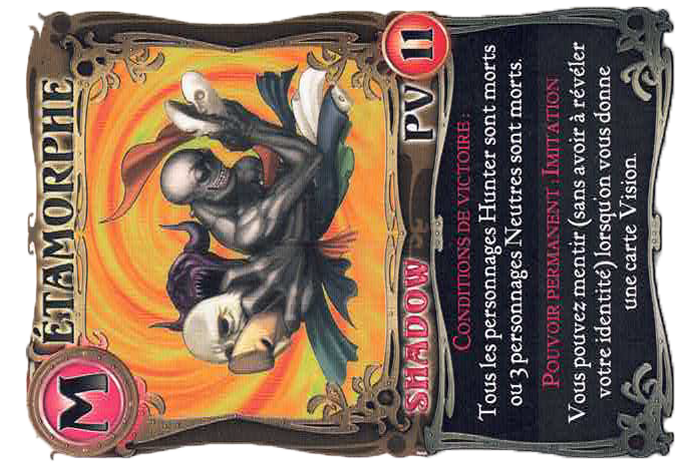 MÉTAMORPHE
SHADOW PV 11
CONDITIONS DE VICTOIRE :
Tous les personnages Hunter sont morts
ou 3 personnages Neutres sont morts.
POUVOIR PERMANENT : IMITATION
Vous pouvez mentir (sans avoir à révéler
votre identité) lorsqu'on vous donne
une carte Vision.